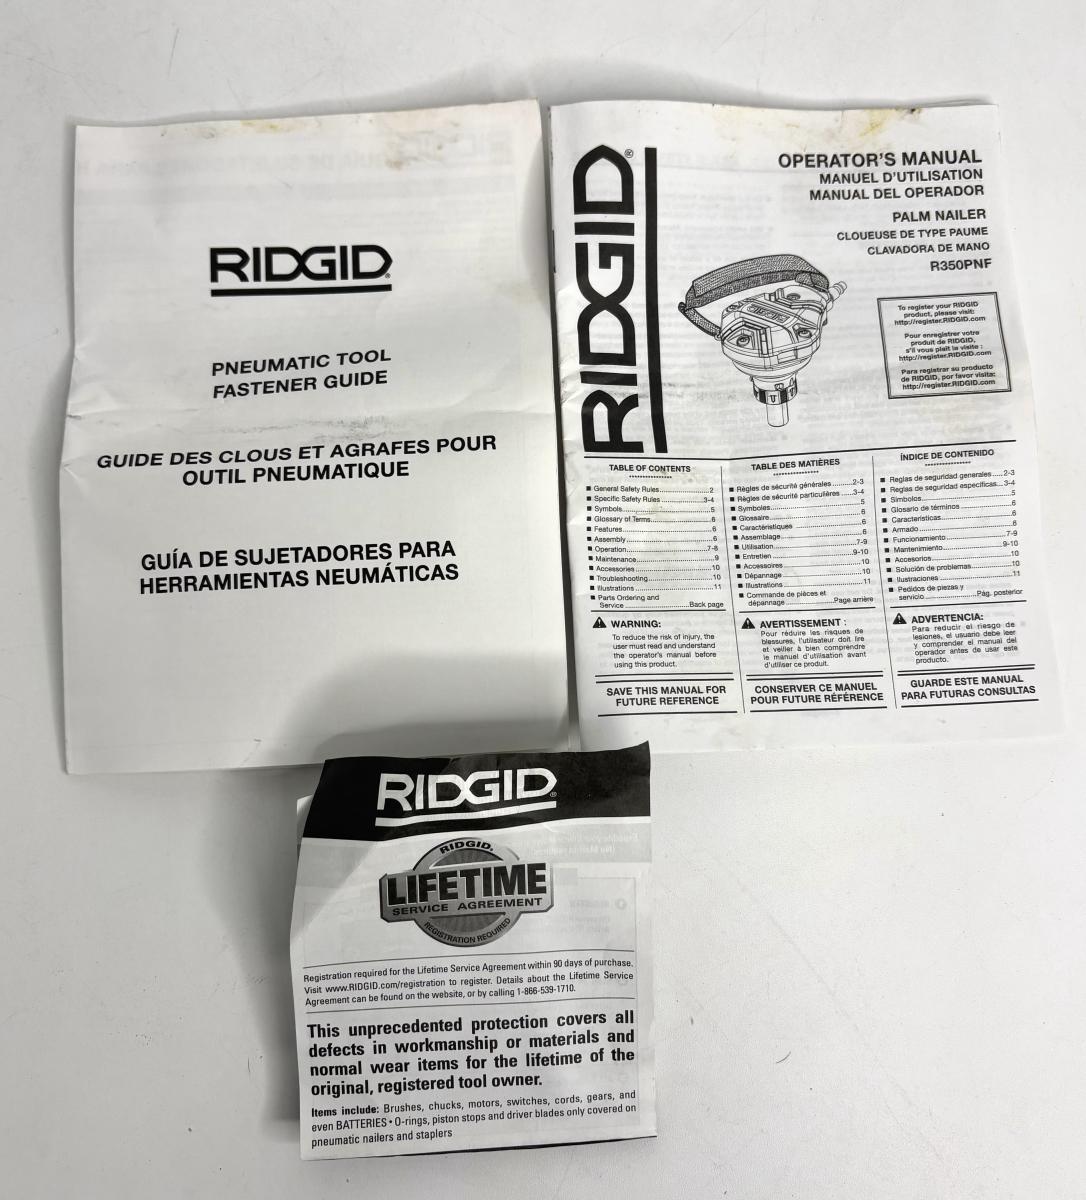 RIDGID®
PNEUMATIC TOOL
FASTENER GUIDE
GUIDE DES CLOUS ET AGRAFES POUR
OUTIL PNEUMATIQUE
GUÍA DE SUJETADORES PARA
HERRAMIENTAS NEUMÁTICAS
RIDGID®
OPERATOR'S MANUAL
MANUEL D'UTILISATION
MANUAL DEL OPERADOR
PALM NAILER
CLOUEUSE DE TYPE PAUME
CLAVADORA DE MANO
R350PNF
To register your RIDGID
product, please visit:
http://register.RIDGID.com
Pour enregistrer votre
produit de RIDGID,
s'il vous plaît la visite :
http://register.RIDGID.com
Para registrar su producto
de RIDGID, por favor visita:
http://register.RIDGID.com
TABLE OF CONTENTS
****************
■ General Safety Rules..............2
■ Specific Safety Rules..............3-4
■ Symbols..............5
■ Glossary of Terms..............6
■ Features..............6
■ Assembly..............6
■ Operation..............7-8
■ Maintenance..............9
■ Accessories..............10
■ Troubleshooting..............10
■ Illustrations..............11
■ Parts Ordering and
Service..............Back page
WARNING:
To reduce the risk of injury, the
user must read and understand
the operator's manual before
using this product.
SAVE THIS MANUAL FOR
FUTURE REFERENCE
TABLE DES MATIÈRES
****************
■ Règles de sécurité générales..............2-3
■ Règles de sécurité particulières..............3-4
■ Symboles..............5
■ Glossaire..............6
■ Caractéristiques..............6
■ Assemblage..............6
■ Utilisation..............7-9
■ Entretien..............9-10
■ Accessoires..............10
■ Dépannage..............10
■ Illustrations..............11
■ Commande de pièces et
dépannage..............Page arrière
AVERTISSEMENT :
Pour réduire les risques de
blessures, l'utilisateur doit lire
et veiller à bien comprendre
le manuel d'utilisation avant
d'utiliser ce produit.
CONSERVER CE MANUEL
POUR FUTURE RÉFÉRENCE
ÍNDICE DE CONTENIDO
****************
■ Reglas de seguridad generales..............2-3
■ Reglas de seguridad específicas..............3-4
■ Símbolos..............5
■ Glosario de términos..............6
■ Características..............6
■ Armado..............6
■ Funcionamiento..............7-9
■ Mantenimiento..............9-10
■ Accesorios..............10
■ Solución de problemas..............10
■ Ilustraciones..............11
■ Pedidos de piezas y
servicio..............Pág. posterior
ADVERTENCIA:
Para reducir el riesgo de
lesiones, el usuario debe leer
y comprender el manual del
operador antes de usar este
producto.
GUARDE ESTE MANUAL
PARA FUTURAS CONSULTAS
RIDGID®
RIDGID.
LIFETIME
SERVICE AGREEMENT
REGISTRATION REQUIRED
Registration required for the Lifetime Service Agreement within 90 days of purchase.
Visit www.RIDGID.com/registration to register. Details about the Lifetime Service
Agreement can be found on the website, or by calling 1-866-539-1710.
This unprecedented protection covers all
defects in workmanship or materials and
normal wear items for the lifetime of the
original, registered tool owner.
Items include: Brushes, chucks, motors, switches, cords, gears, and
even BATTERIES • O-rings, piston stops and driver blades only covered on
pneumatic nailers and staplers